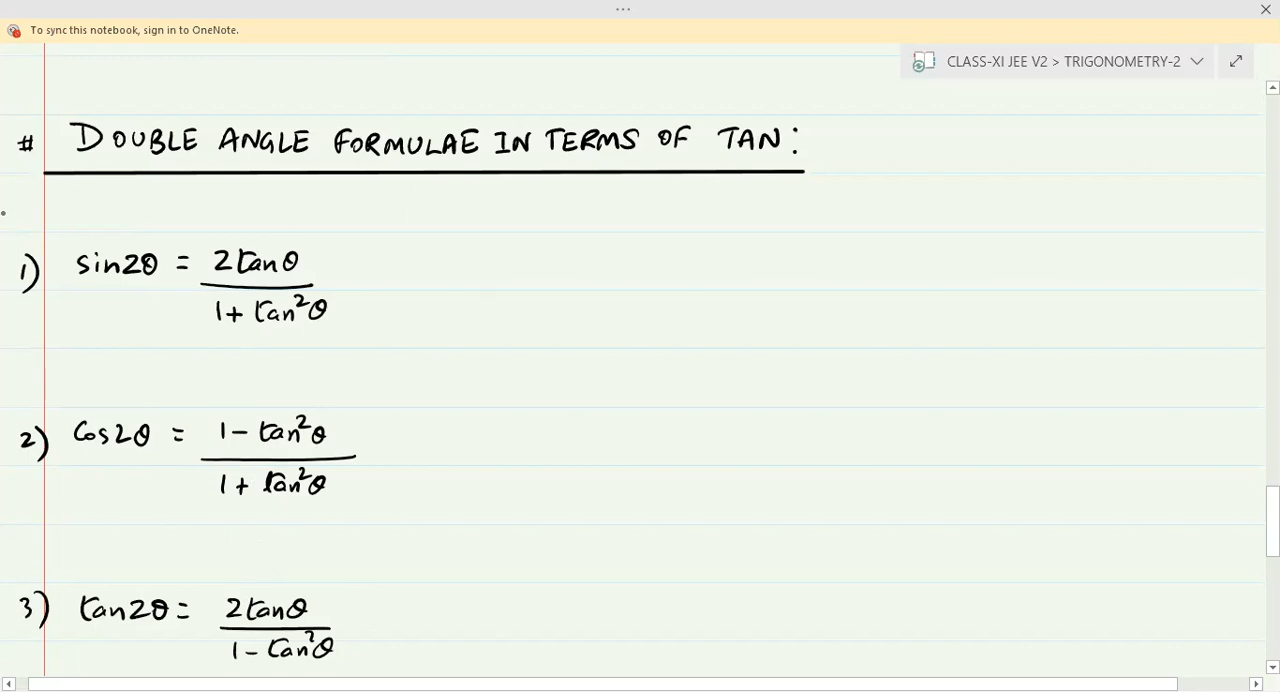 ...
To sync this notebook, sign in to OneNote.
CLASS-XI JEE V2 > TRIGONOMETRY-2
# DOUBLE ANGLE FORMULAE IN TERMS OF TAN:
1) sin2θ = 2tanθ / 1 + tan²θ
2) cos2θ = 1 - tan²θ / 1 + tan²θ
3) tan2θ = 2tanθ / 1 - tan²θ